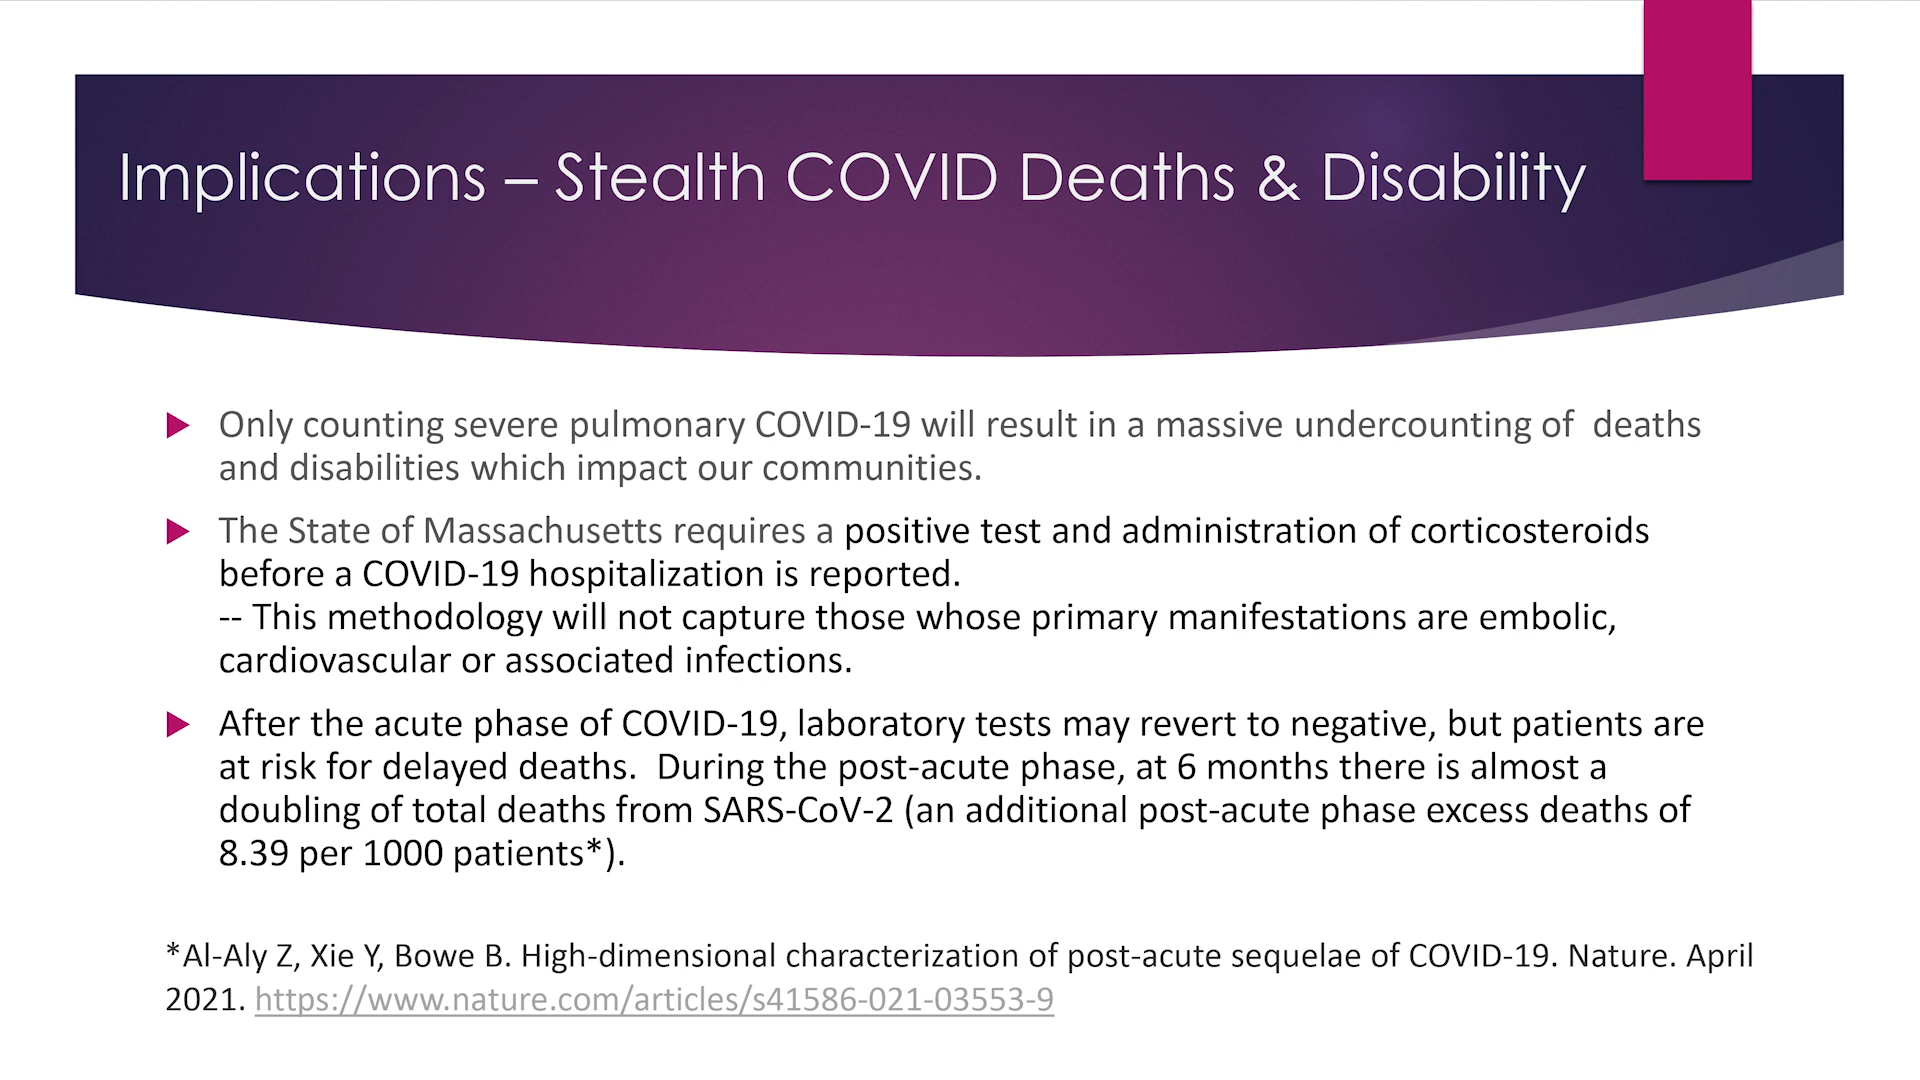 Implications – Stealth COVID Deaths & Disability
Only counting severe pulmonary COVID-19 will result in a massive undercounting of  deaths
and disabilities which impact our communities.
The State of Massachusetts requires a positive test and administration of corticosteroids
before a COVID-19 hospitalization is reported.
-- This methodology will not capture those whose primary manifestations are embolic,
cardiovascular or associated infections.
After the acute phase of COVID-19, laboratory tests may revert to negative, but patients are
at risk for delayed deaths.  During the post-acute phase, at 6 months there is almost a
doubling of total deaths from SARS-CoV-2 (an additional post-acute phase excess deaths of
8.39 per 1000 patients*).
*Al-Aly Z, Xie Y, Bowe B. High-dimensional characterization of post-acute sequelae of COVID-19. Nature. April
2021. https://www.nature.com/articles/s41586-021-03553-9